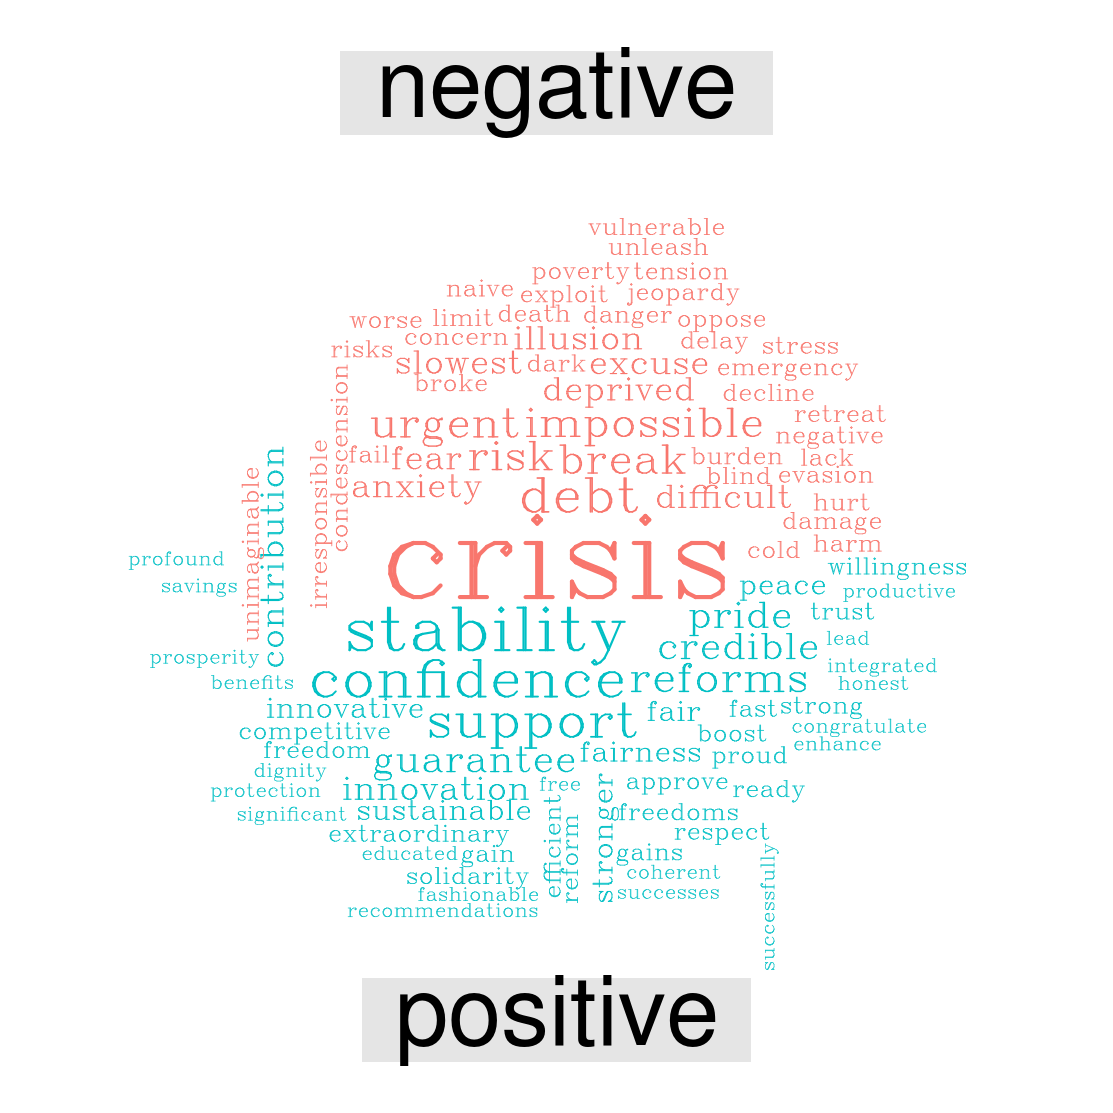 negative
vulnerable
unleash
poverty tension
naive exploit jeopardy
worse limit death danger oppose
concern illusion delay stress
risks slowest dark excuse emergency
broke deprived decline
condescension
urgent impossible retreat
negative
fail fear risk break burden lack
anxiety blind evasion
irresponsible
debt difficult hurt
damage
unimaginable
contribution
crisis cold harm
profound
willingness
savings
peace productive
stability pride trust
credible lead
prosperity
integrated
benefits confidence reforms honest
innovative fair fast strong
competitive support boost congratulate
freedom guarantee fairness proud enhance
dignity
protection innovation free approve ready
significant sustainable efficient reform stronger freedoms
extraordinary respect
educated gain gains
solidarity coherent
fashionable successes
recommendations
successfully
positive